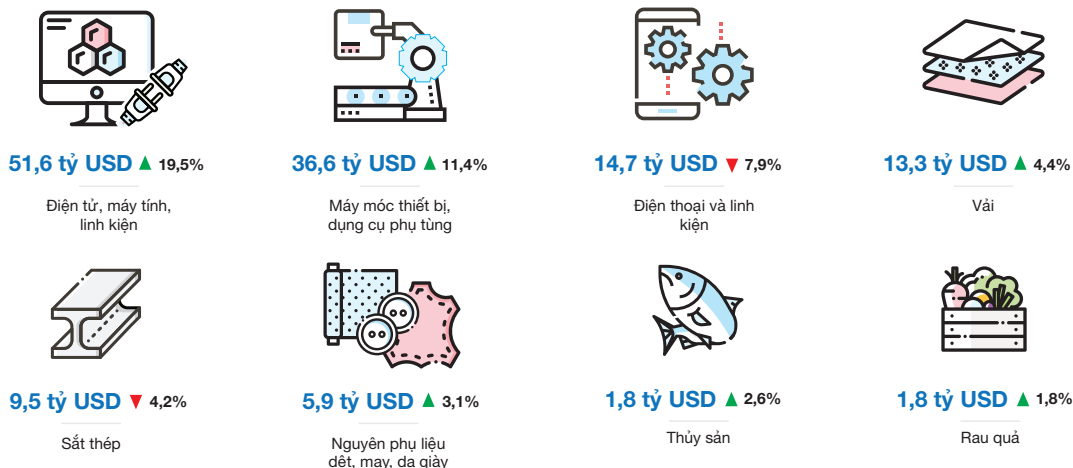 51,6 tỷ USD ▲ 19,5%
Điện tử, máy tính,
linh kiện
36,6 tỷ USD ▲ 11,4%
Máy móc thiết bị,
dụng cụ phụ tùng
14,7 tỷ USD ▼ 7,9%
Điện thoại và linh
kiện
13,3 tỷ USD ▲ 4,4%
Vải
9,5 tỷ USD ▼ 4,2%
Sắt thép
5,9 tỷ USD ▲ 3,1%
Nguyên phụ liệu
dệt, may, da giày
1,8 tỷ USD ▲ 2,6%
Thủy sản
1,8 tỷ USD ▲ 1,8%
Rau quả